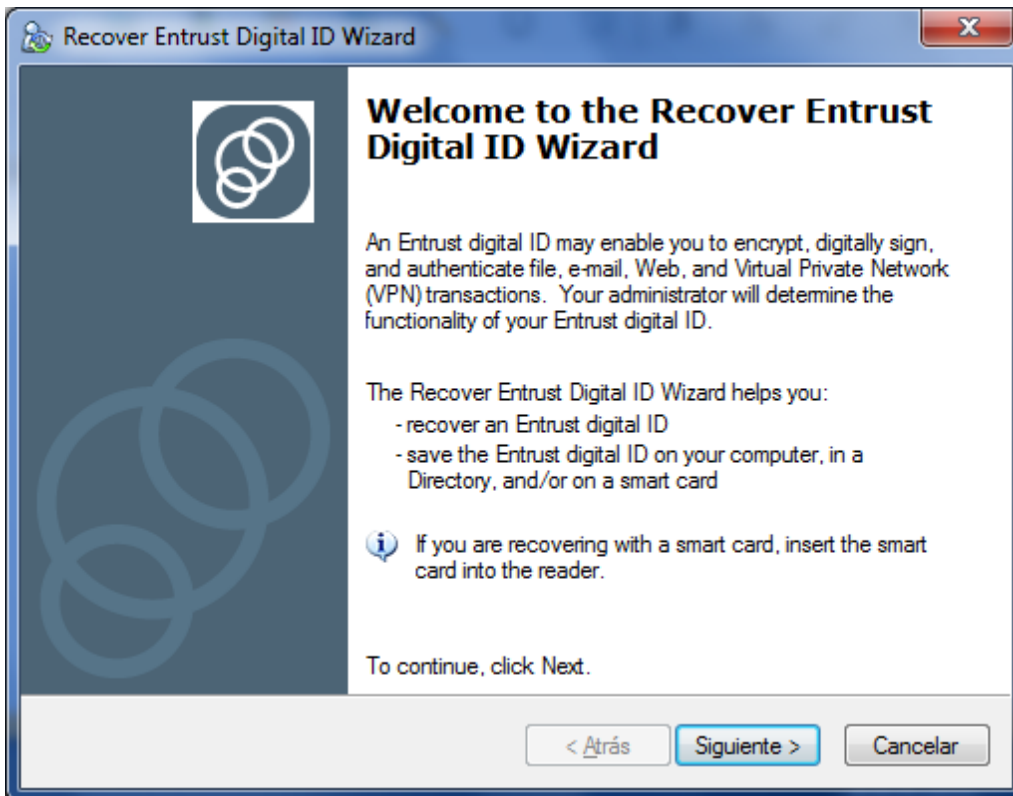 Recover Entrust Digital ID Wizard
Welcome to the Recover Entrust
Digital ID Wizard
An Entrust digital ID may enable you to encrypt, digitally sign,
and authenticate file, e-mail, Web, and Virtual Private Network
(VPN) transactions.  Your administrator will determine the
functionality of your Entrust digital ID.
The Recover Entrust Digital ID Wizard helps you:
- recover an Entrust digital ID
- save the Entrust digital ID on your computer, in a
Directory, and/or on a smart card
If you are recovering with a smart card, insert the smart
card into the reader.
To continue, click Next.
< Atrás Siguiente > Cancelar